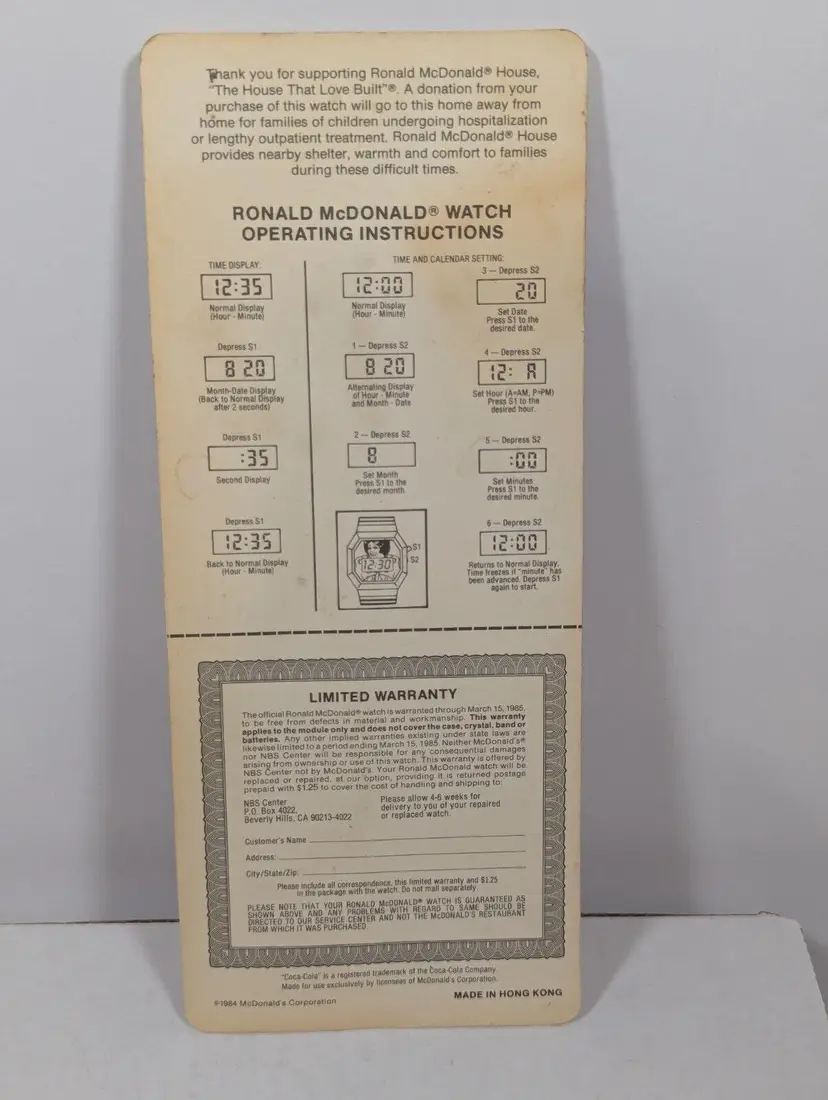 Thank you for supporting Ronald McDonald® House,
"The House That Love Built"®. A donation from your
purchase of this watch will go to this home away from
home for families of children undergoing hospitalization
or lengthy outpatient treatment. Ronald McDonald® House
provides nearby shelter, warmth and comfort to families
during these difficult times.
RONALD McDONALD® WATCH
OPERATING INSTRUCTIONS
TIME DISPLAY:
12:35
Normal Display
(Hour - Minute)
Depress S1
8 20
Month-Date Display
(Back to Normal Display
after 2 seconds)
Depress S1
:35
Second Display
Depress S1
12:35
Back to Normal Display
(Hour - Minute)
TIME AND CALENDAR SETTING:
12:00
Normal Display
(Hour - Minute)
1 — Depress S2
8 20
Alternating Display
of Hour - Minute
and Month - Date
2 — Depress S2
8
Set Month
Press S1 to the
desired month.
12:30
S1
S2
3 — Depress S2
20
Set Date
Press S1 to the
desired date.
4 — Depress S2
12: A
Set Hour (A=AM, P=PM)
Press S1 to the
desired hour.
5 — Depress S2
:00
Set Minutes
Press S1 to the
desired minute.
6 — Depress S2
12:00
Returns to Normal Display.
Time freezes if "minute" has
been advanced. Depress S1
again to start.
LIMITED WARRANTY
The official Ronald McDonald® watch is warranted through March 15, 1985,
to be free from defects in material and workmanship. This warranty
applies to the module only and does not cover the case, crystal, band or
batteries. Any other implied warranties existing under state laws are
likewise limited to a period ending March 15, 1985. Neither McDonald's®
nor NBS Center will be responsible for any consequential damages
arising from ownership or use of this watch. This warranty is offered by
NBS Center not by McDonald's. Your Ronald McDonald watch will be
replaced or repaired, at our option, providing it is returned postage
prepaid with $1.25 to cover the cost of handling and shipping to:
NBS Center
P.O. Box 4022,
Beverly Hills, CA 90213-4022
Please allow 4-6 weeks for
delivery to you of your repaired
or replaced watch.
Customer's Name
Address:
City/State/Zip:
Please include all correspondence, this limited warranty and $1.25
in the package with the watch. Do not mail separately
PLEASE NOTE THAT YOUR RONALD McDONALD® WATCH IS GUARANTEED AS
SHOWN ABOVE AND ANY PROBLEMS WITH REGARD TO SAME SHOULD BE
DIRECTED TO OUR SERVICE CENTER AND NOT THE McDONALD'S RESTAURANT
FROM WHICH IT WAS PURCHASED.
"Coca-Cola" is a registered trademark of the Coca-Cola Company.
Made for use exclusively by licensees of McDonald's Corporation.
©1984 McDonald's Corporation
MADE IN HONG KONG